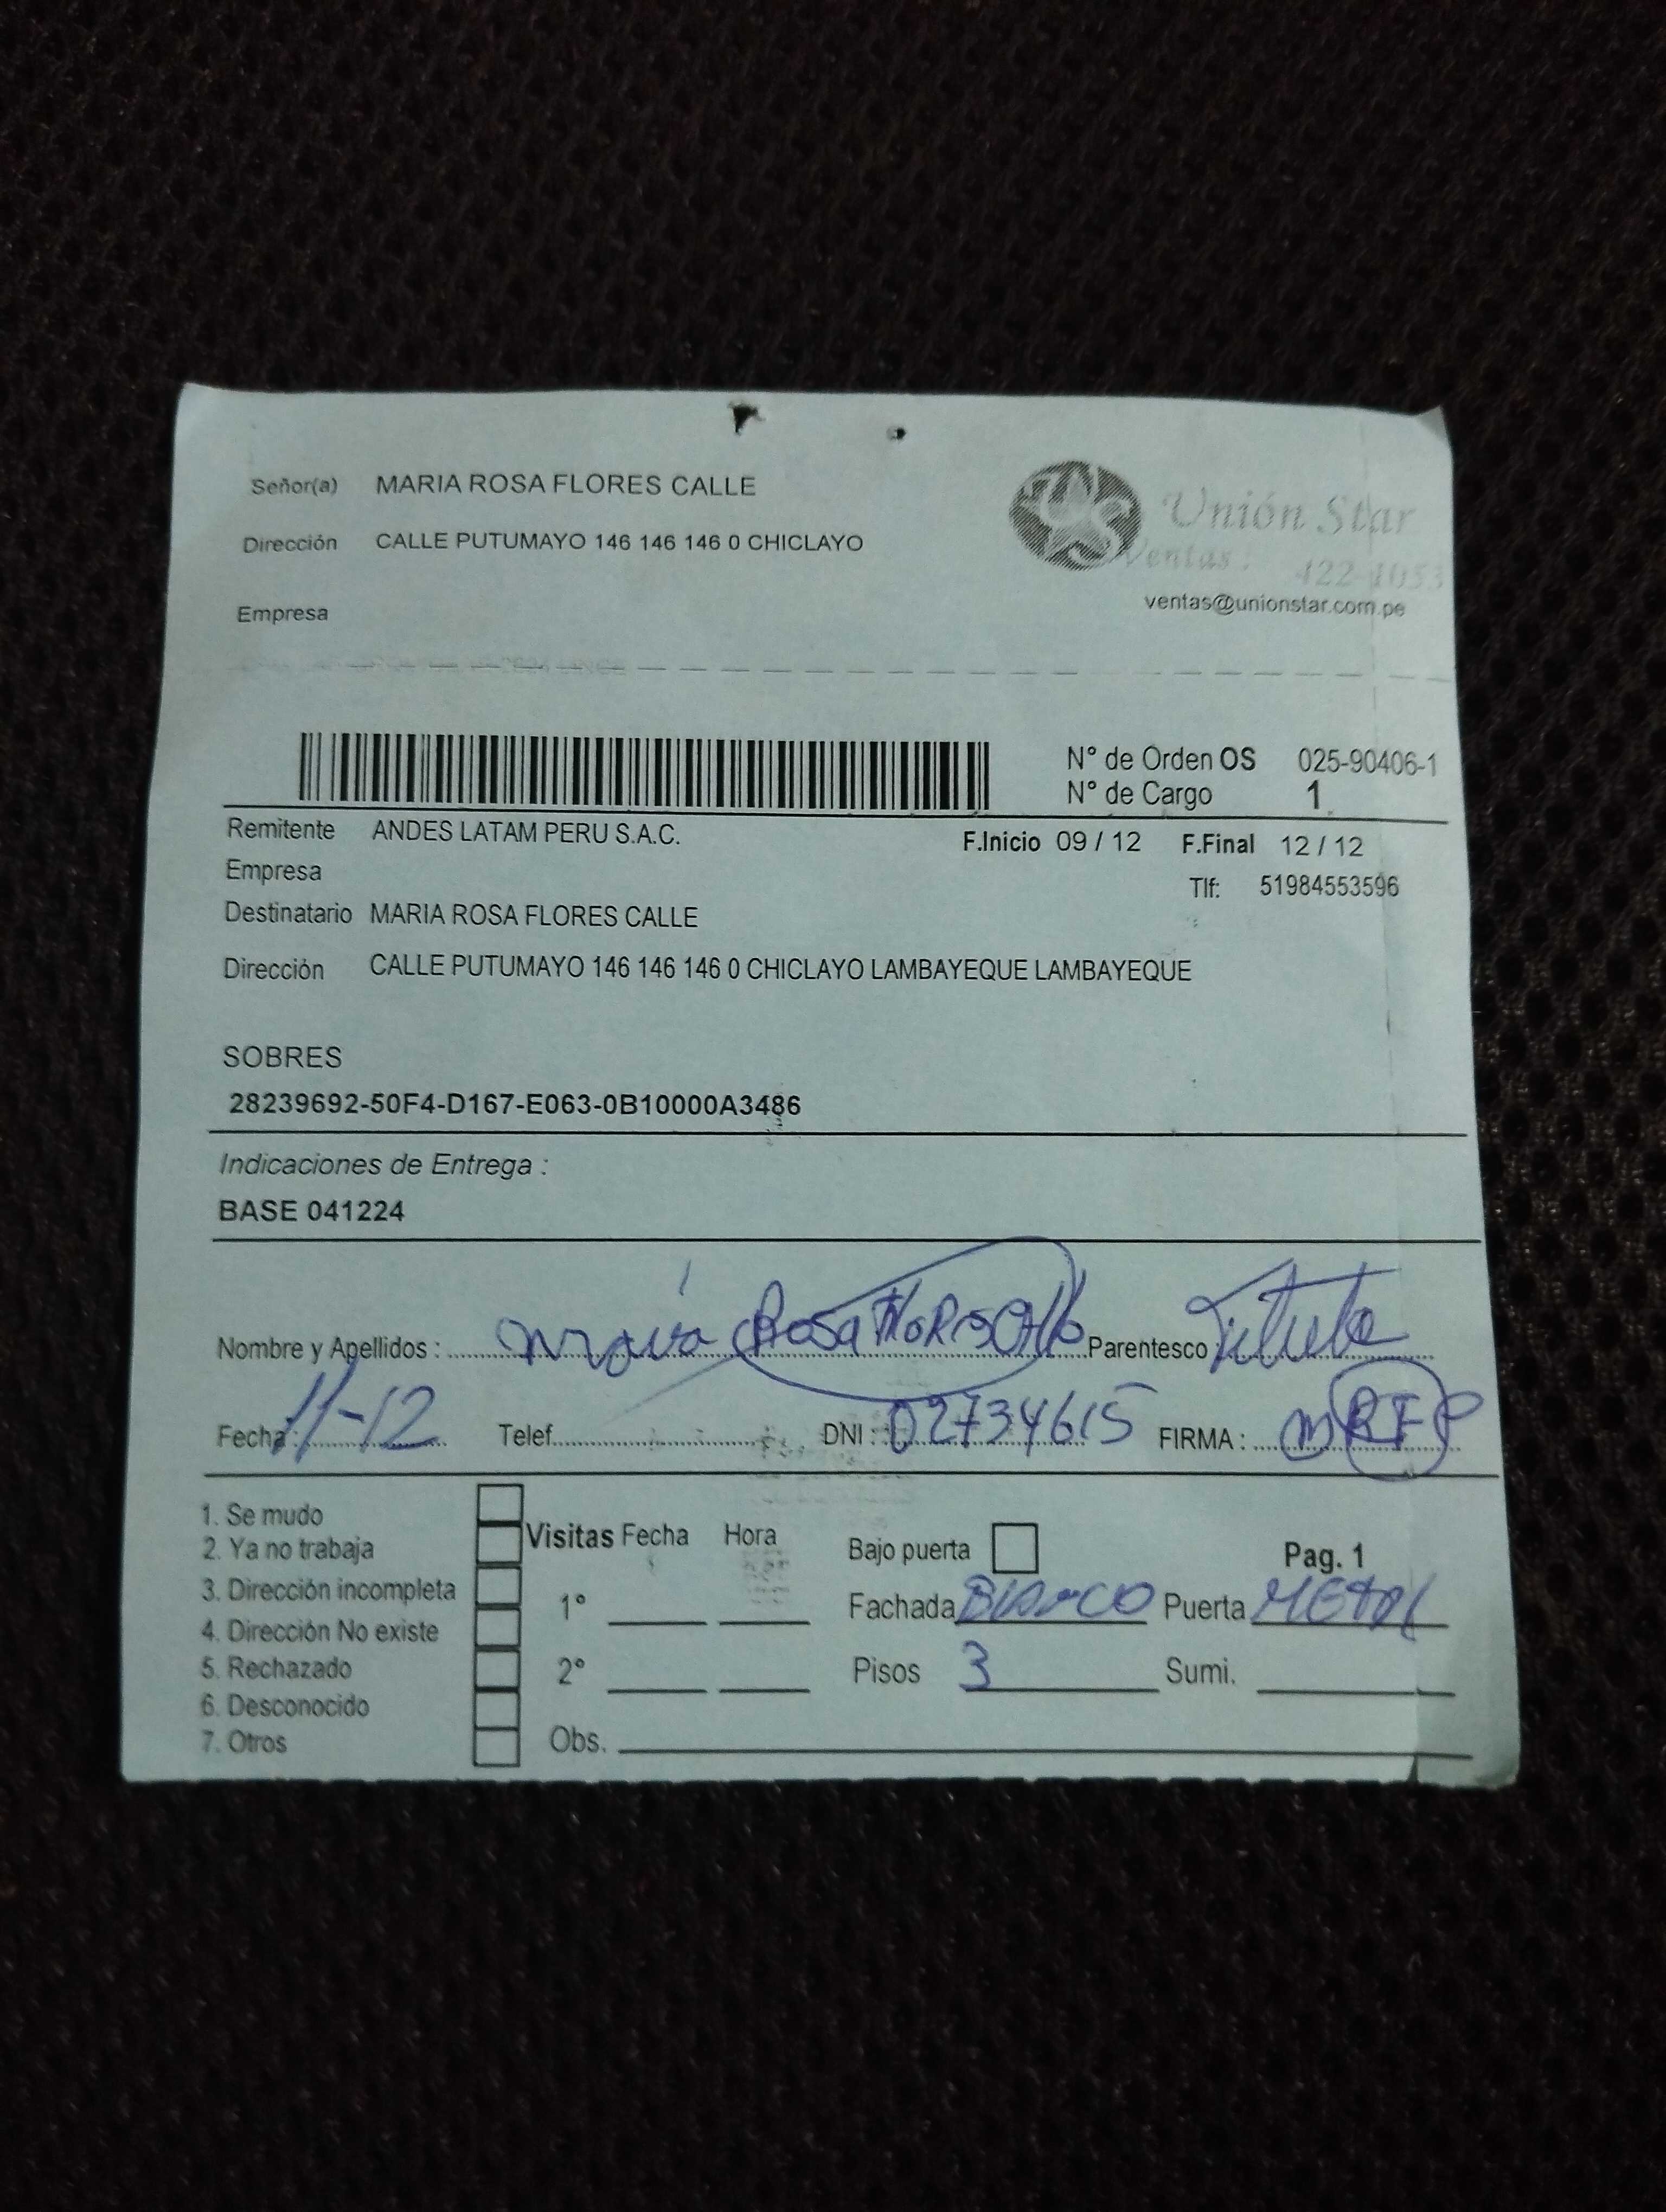 Señor(a) MARIA ROSA FLORES CALLE
Dirección CALLE PUTUMAYO 146 146 146 0 CHICLAYO
Empresa
Unión Star
Ventas: 422-1053
ventas@unionstar.com.pe
N° de Orden OS 025-90406-1
N° de Cargo 1
Remitente ANDES LATAM PERU S.A.C.
F.Inicio 09 / 12 F.Final 12 / 12
Empresa
Tlf: 51984553596
Destinatario MARIA ROSA FLORES CALLE
Dirección CALLE PUTUMAYO 146 146 146 0 CHICLAYO LAMBAYEQUE LAMBAYEQUE
SOBRES
28239692-50F4-D167-E063-0B10000A3486
Indicaciones de Entrega :
BASE 041224
Nombre y Apellidos : Maria Rosa Parentesco :
Fecha : 11-12 Telef. DNI : 02734615 FIRMA :
1. Se mudo
2. Ya no trabaja
3. Dirección incompleta
4. Dirección No existe
5. Rechazado
6. Desconocido
7. Otros
Visitas Fecha Hora
1°
2°
Obs.
Bajo puerta Pag. 1
Fachada Blanco Puerta METAL
Pisos 3 Sumi.